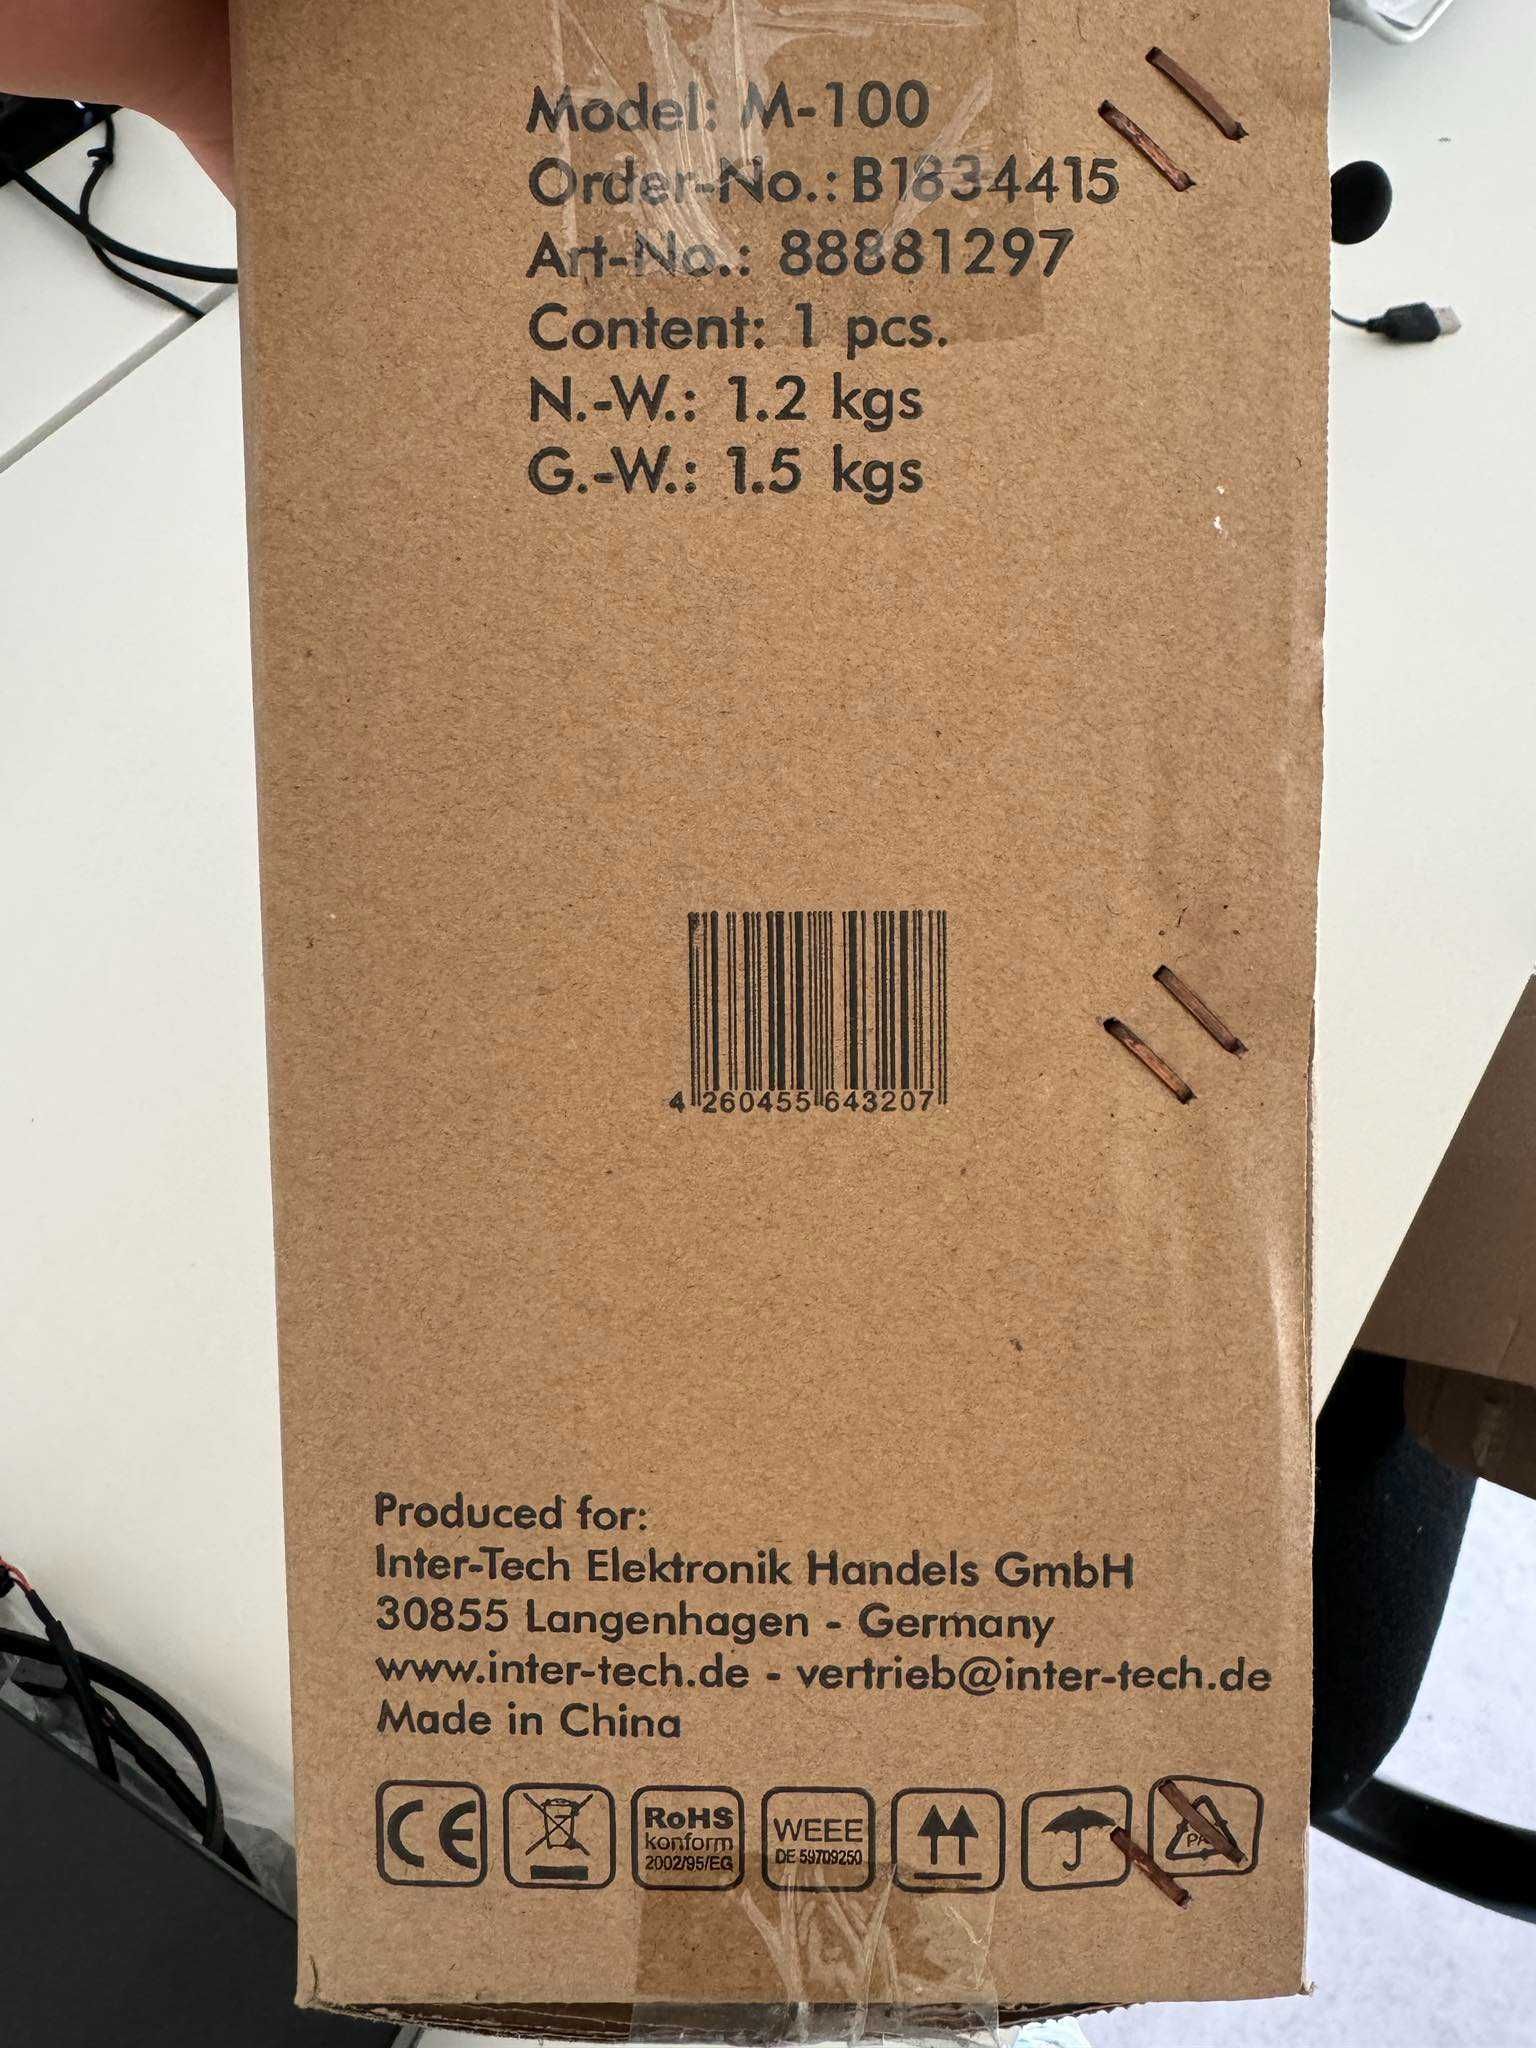 Model: M-100
Order-No.: B1834415
Art-No.: 88881297
Content: 1 pcs.
N.-W.: 1.2 kgs
G.-W.: 1.5 kgs
4 260455 643207
Produced for:
Inter-Tech Elektronik Handels GmbH
30855 Langenhagen - Germany
www.inter-tech.de - vertrieb@inter-tech.de
Made in China
CE
RoHS
konform
2002/95/EG
WEEE
DE 59709250